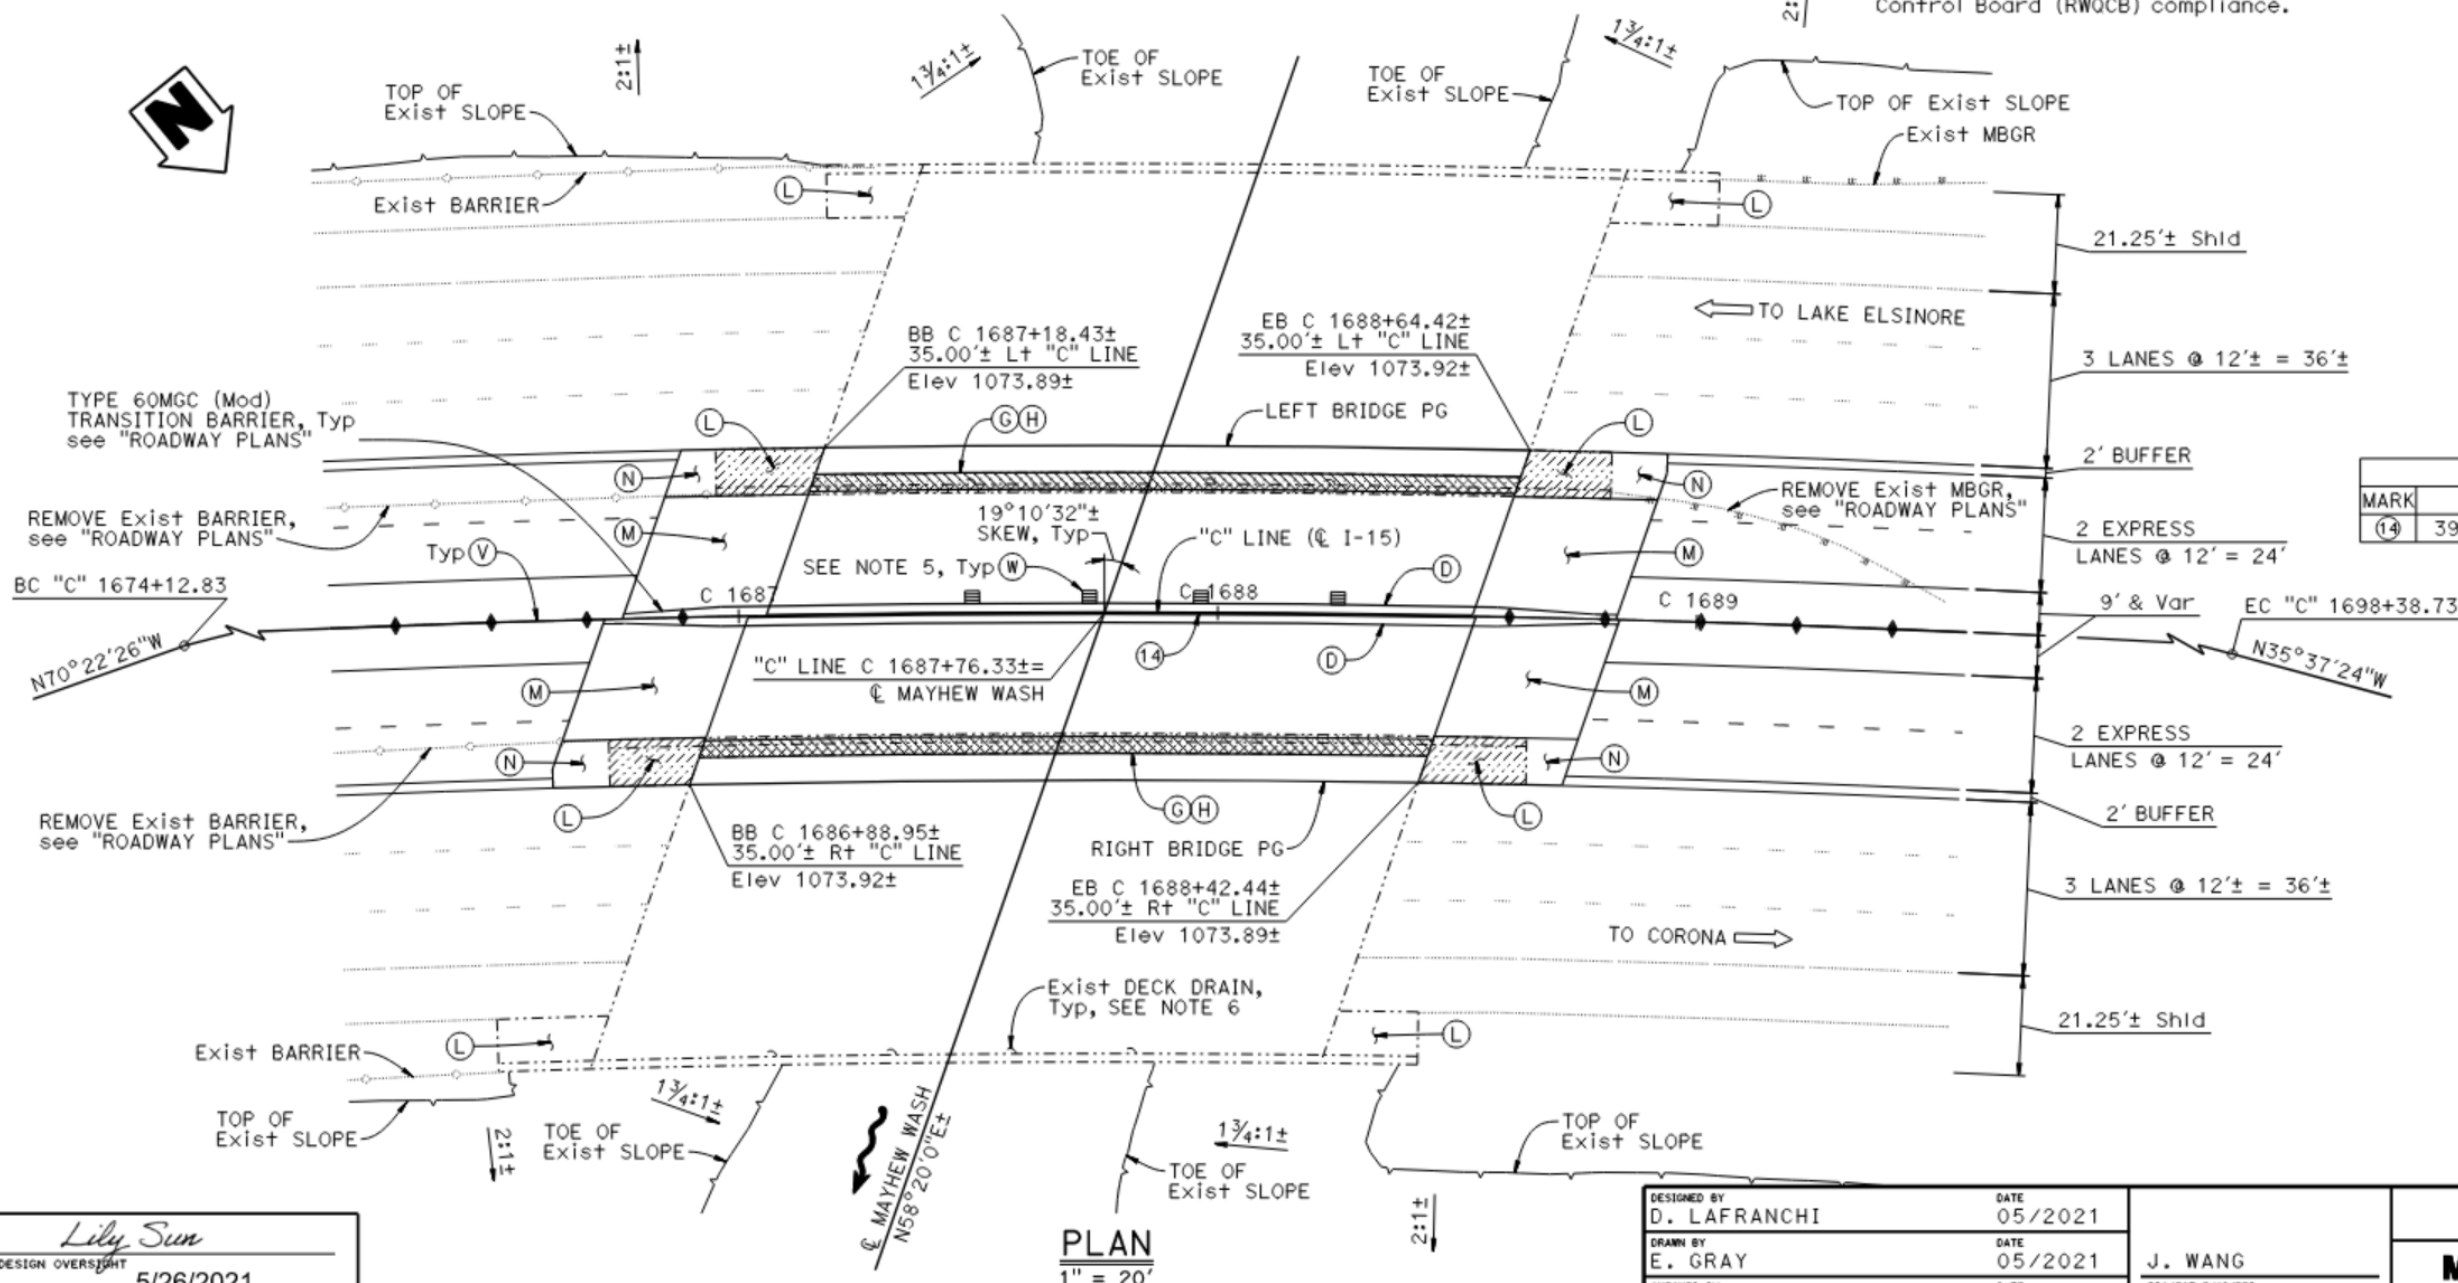 Control Board (RWQCB) compliance.
2:
N
TOP OF
Exist SLOPE
2:1±
1¾:1±
TOE OF
Exist SLOPE
TOE OF
Exist SLOPE
1¾:1±
TOP OF Exist SLOPE
Exist MBGR
L
Exist BARRIER
L
21.25'± Shld
TO LAKE ELSINORE
BB C 1687+18.43±
35.00'± Lt "C" LINE
Elev 1073.89±
EB C 1688+64.42±
35.00'± Lt "C" LINE
Elev 1073.92±
3 LANES @ 12'± = 36'±
TYPE 60MGC (Mod)
TRANSITION BARRIER, Typ
see "ROADWAY PLANS"
L
G H
LEFT BRIDGE PG
L
2' BUFFER
N
N
REMOVE Exist MBGR,
see "ROADWAY PLANS"
MARK
14 39
REMOVE Exist BARRIER,
see "ROADWAY PLANS"
M
19°10'32"±
SKEW, Typ
"C" LINE (℄ I-15)
M
2 EXPRESS
LANES @ 12' = 24'
Typ V
SEE NOTE 5, Typ W
D
BC "C" 1674+12.83
C 1687
C 1688
C 1689
9' & Var
EC "C" 1698+38.73
N70°22'26"W
"C" LINE C 1687+76.33±=
℄ MAYHEW WASH
14
D
N35°37'24"W
M
M
2 EXPRESS
LANES @ 12' = 24'
N
N
REMOVE Exist BARRIER,
see "ROADWAY PLANS"
L
G H
L
2' BUFFER
BB C 1686+88.95±
35.00'± Rt "C" LINE
Elev 1073.92±
RIGHT BRIDGE PG
EB C 1688+42.44±
35.00'± Rt "C" LINE
Elev 1073.89±
3 LANES @ 12'± = 36'±
TO CORONA
Exist DECK DRAIN,
Typ, SEE NOTE 6
L
L
21.25'± Shld
Exist BARRIER
TOP OF
Exist SLOPE
1¾:1±
2:1±
TOE OF
Exist SLOPE
℄ MAYHEW WASH
N58°20'0"E±
1¾:1±
TOE OF
Exist SLOPE
TOP OF
Exist SLOPE
2:1±
PLAN
1" = 20'
Lily Sun
DESIGN OVERSIGHT
5/26/2021
DESIGNED BY
D. LAFRANCHI
DATE
05/2021
DRAWN BY
E. GRAY
DATE
05/2021
J. WANG